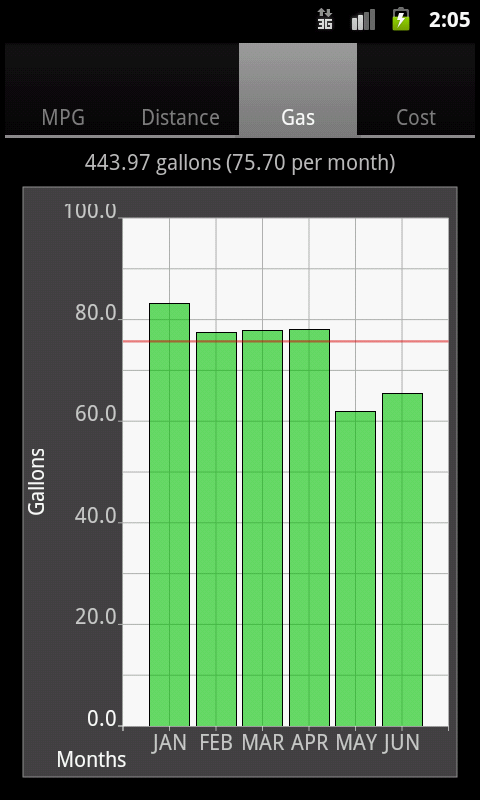 3G 2:05
MPG Distance Gas Cost
443.97 gallons (75.70 per month)
100.0
80.0
60.0
Gallons
40.0
20.0
0.0
JAN FEB MAR APR MAY JUN
Months